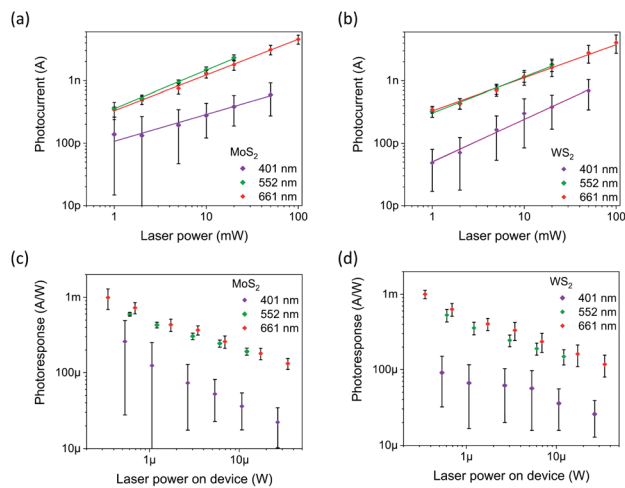 (a)
Photocurrent (A)
1n
100p
10p
1
10
100
Laser power (mW)
MoS2
401 nm
552 nm
661 nm
(b)
Photocurrent (A)
1n
100p
10p
1
10
100
Laser power (mW)
WS2
401 nm
552 nm
661 nm
(c)
Photoresponse (A/W)
1m
100µ
10µ
1µ
10µ
Laser power on device (W)
MoS2
401 nm
552 nm
661 nm
(d)
Photoresponse (A/W)
1m
100µ
10µ
1µ
10µ
Laser power on device (W)
WS2
401 nm
552 nm
661 nm